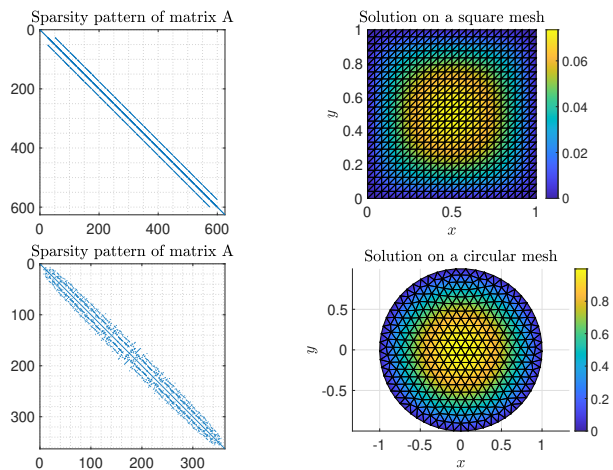 Sparsity pattern of matrix A
0
200
400
600
0 200 400 600
Solution on a square mesh
1
0.8
0.6
0.4
0.2
0
y
0 0.5 1
x
0.06
0.04
0.02
0
Sparsity pattern of matrix A
0
100
200
300
0 100 200 300
Solution on a circular mesh
0.5
0
-0.5
y
-1 -0.5 0 0.5 1
x
0.8
0.6
0.4
0.2
0